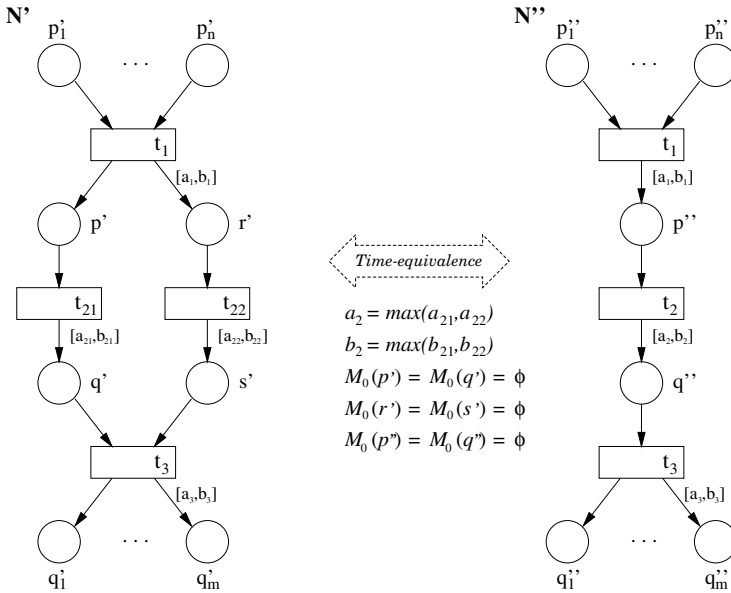 N’ N’’
p’1 . . . p’n p’’1 . . . p’’n
t1 t1
[a1,b1] [a1,b1]
p’ r’ p’’
Time-equivalence
t21 t22 t2
a2 = max(a21,a22)
[a21,b21] [a22,b22] [a2,b2]
b2 = max(b21,b22)
q’ s’ q’’
M0(p’) = M0(q’) = ϕ
M0(r’) = M0(s’) = ϕ
M0(p’’) = M0(q’’) = ϕ
t3 t3
[a3,b3] [a3,b3]
. . . . . .
q’1 q’m q’’1 q’’m